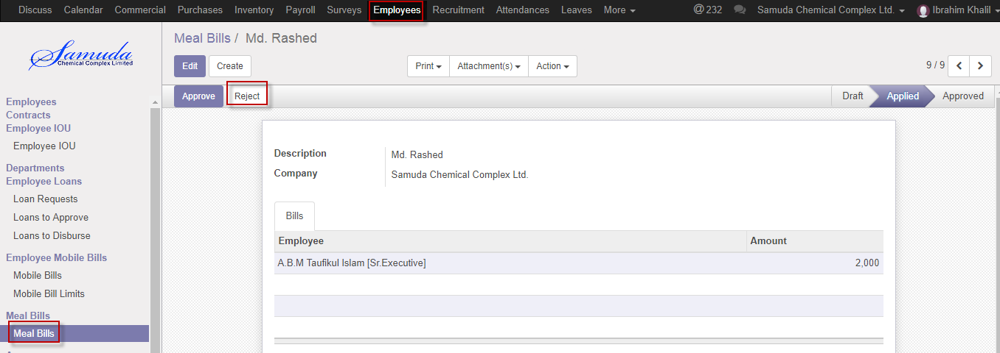 Discuss Calendar Commercial Purchases Inventory Payroll Surveys Employees Recruitment Attendances Leaves More @ 232 Samuda Chemical Complex Ltd. Ibrahim Khalil
Samuda
Chemical Complex Limited
Meal Bills / Md. Rashed
Edit Create Print Attachment(s) Action 9 / 9
Approve Reject Draft Applied Approved
Employees
Contracts
Employee IOU
Employee IOU
Departments
Employee Loans
Loan Requests
Loans to Approve
Loans to Disburse
Employee Mobile Bills
Mobile Bills
Mobile Bill Limits
Meal Bills
Meal Bills
Description Md. Rashed
Company Samuda Chemical Complex Ltd.
Bills
Employee Amount
A.B.M Taufikul Islam [Sr.Executive] 2,000